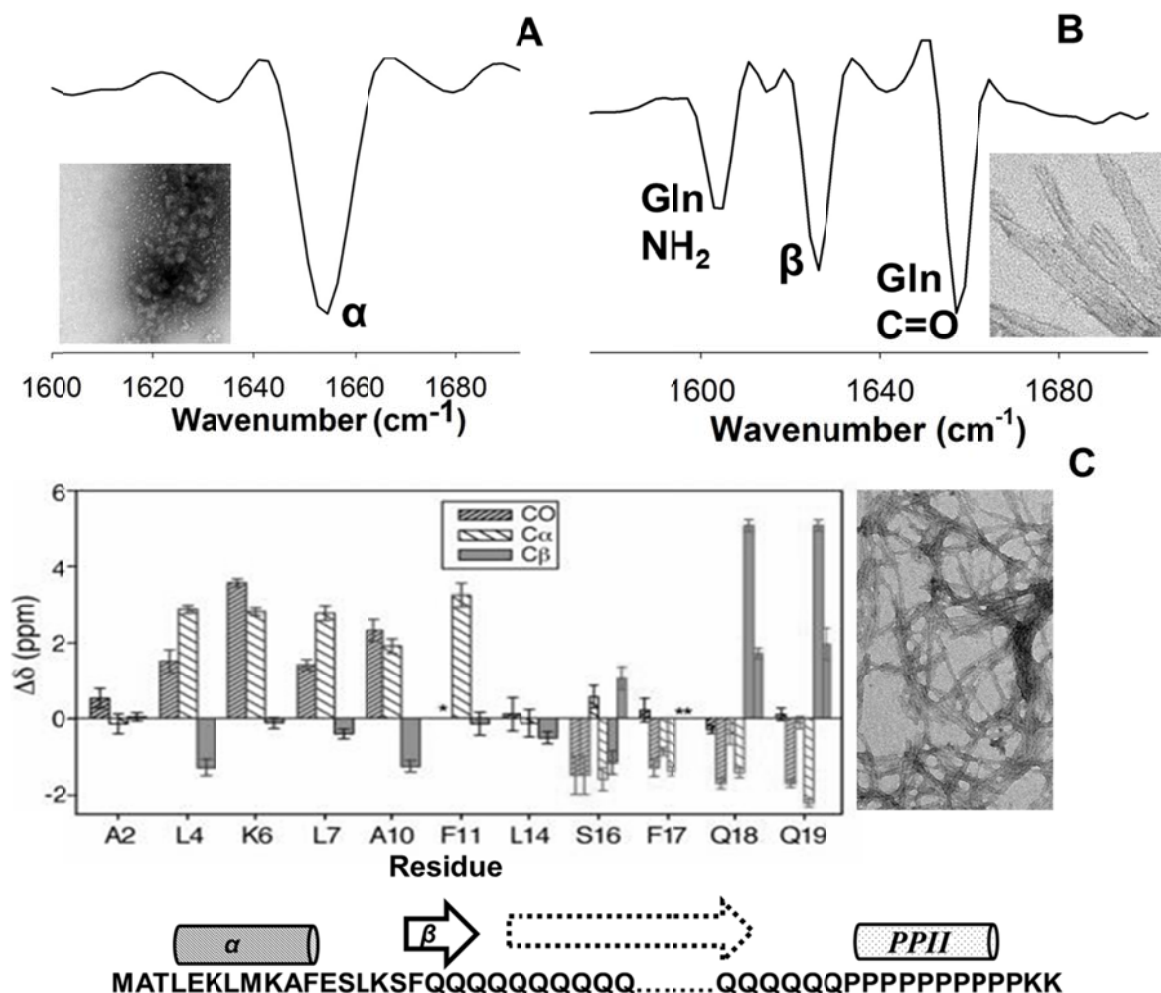 A
α
1600 1620 1640 1660 1680
Wavenumber (cm-1)
B
Gln
NH2
β
Gln
C=O
1600 1640 1680
Wavenumber (cm-1)
C
6
4
2
0
-2
Δδ (ppm)
CO
Cα
Cβ
*
**
A2 L4 K6 L7 A10 F11 L14 S16 F17 Q18 Q19
Residue
α β PPII
MATLEKLMKAFESLKSFQQQQQQQQQQQ........QQQQQQPPPPPPPPPPPKK